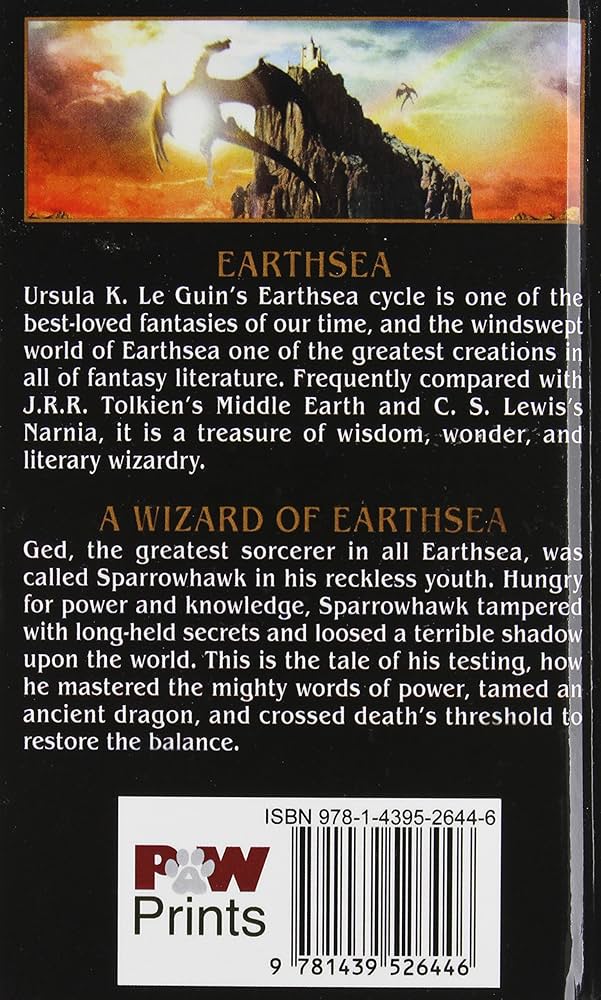 EARTHSEA
Ursula K. Le Guin's Earthsea cycle is one of the
best-loved fantasies of our time, and the windswept
world of Earthsea one of the greatest creations in
all of fantasy literature. Frequently compared with
J.R.R. Tolkien's Middle Earth and C. S. Lewis's
Narnia, it is a treasure of wisdom, wonder, and
literary wizardry.
A WIZARD OF EARTHSEA
Ged, the greatest sorcerer in all Earthsea, was
called Sparrowhawk in his reckless youth. Hungry
for power and knowledge, Sparrowhawk tampered
with long-held secrets and loosed a terrible shadow
upon the world. This is the tale of his testing, how
he mastered the mighty words of power, tamed an
ancient dragon, and crossed death's threshold to
restore the balance.
ISBN 978-1-4395-2644-6
PAW
Prints
9 781439 526446